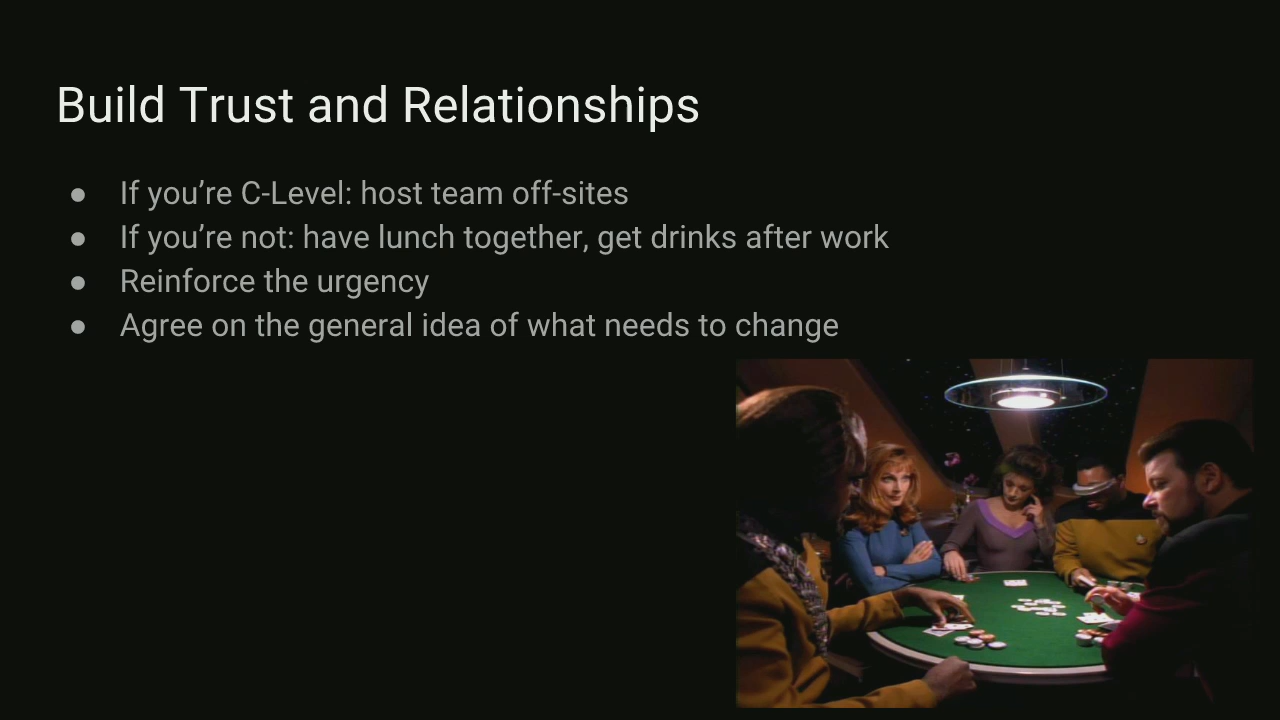 Build Trust and Relationships
● If you’re C-Level: host team off-sites
● If you’re not: have lunch together, get drinks after work
● Reinforce the urgency
● Agree on the general idea of what needs to change